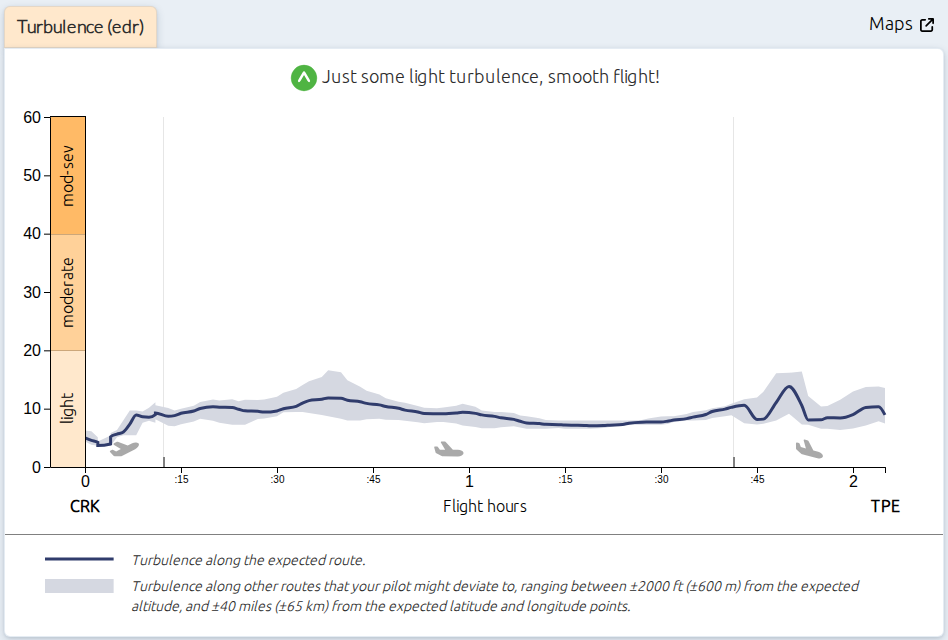 Turbulence (edr)
Maps
Just some light turbulence, smooth flight!
60
50
40
30
20
10
0
mod-sev
moderate
light
0 :15 :30 :45 1 :15 :30 :45 2
CRK Flight hours TPE
Turbulence along the expected route.
Turbulence along other routes that your pilot might deviate to, ranging between ±2000 ft (±600 m) from the expected
altitude, and ±40 miles (±65 km) from the expected latitude and longitude points.